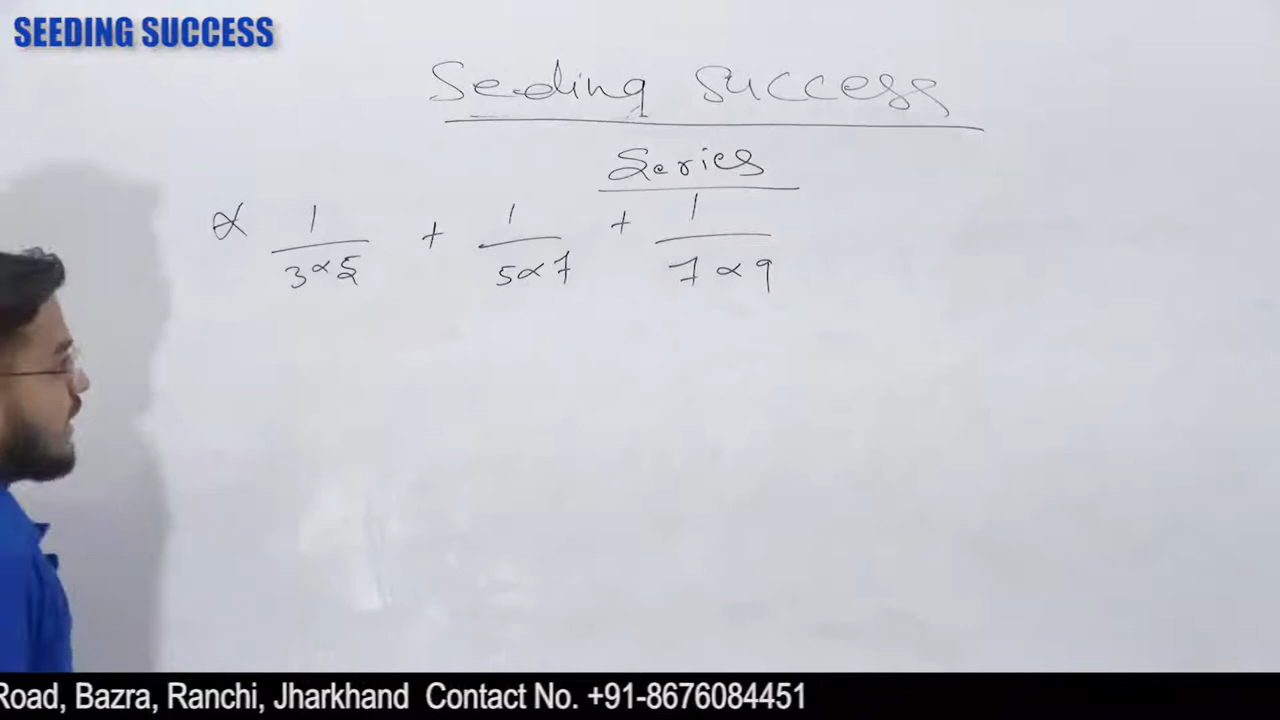 SEEDING SUCCESS
Seeding Success
Series
× 1/3×5 + 1/5×7 + 1/7×9
Road, Bazra, Ranchi, Jharkhand Contact No. +91-8676084451